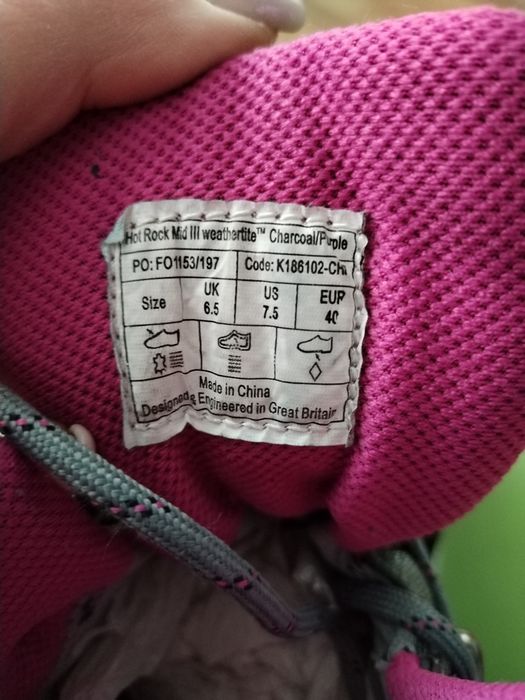 Hot Rock Mid III weathertite™ Charcoal/Purple
PO: FO1153/197 Code: K186102-CH
Size UK 6.5 US 7.5 EUR 40
Made in China
Designed & Engineered in Great Britain